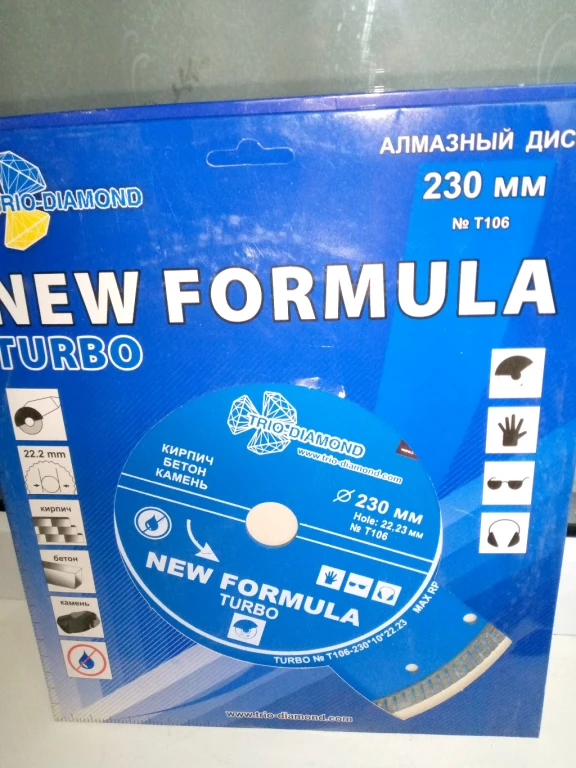 АЛМАЗНЫЙ ДИС
230 мм
№ T106
TRIO-DIAMOND
NEW FORMULA
TURBO
22.2 mm
кирпич
бетон
камень
TRIO-DIAMOND
www.trio-diamond.com
КИРПИЧ
БЕТОН
КАМЕНЬ
Ø 230 мм
Hole: 22,23 мм
№ T106
NEW FORMULA
TURBO
TURBO № T106-230*10*22.23
MAX RP
www.trio-diamond.com